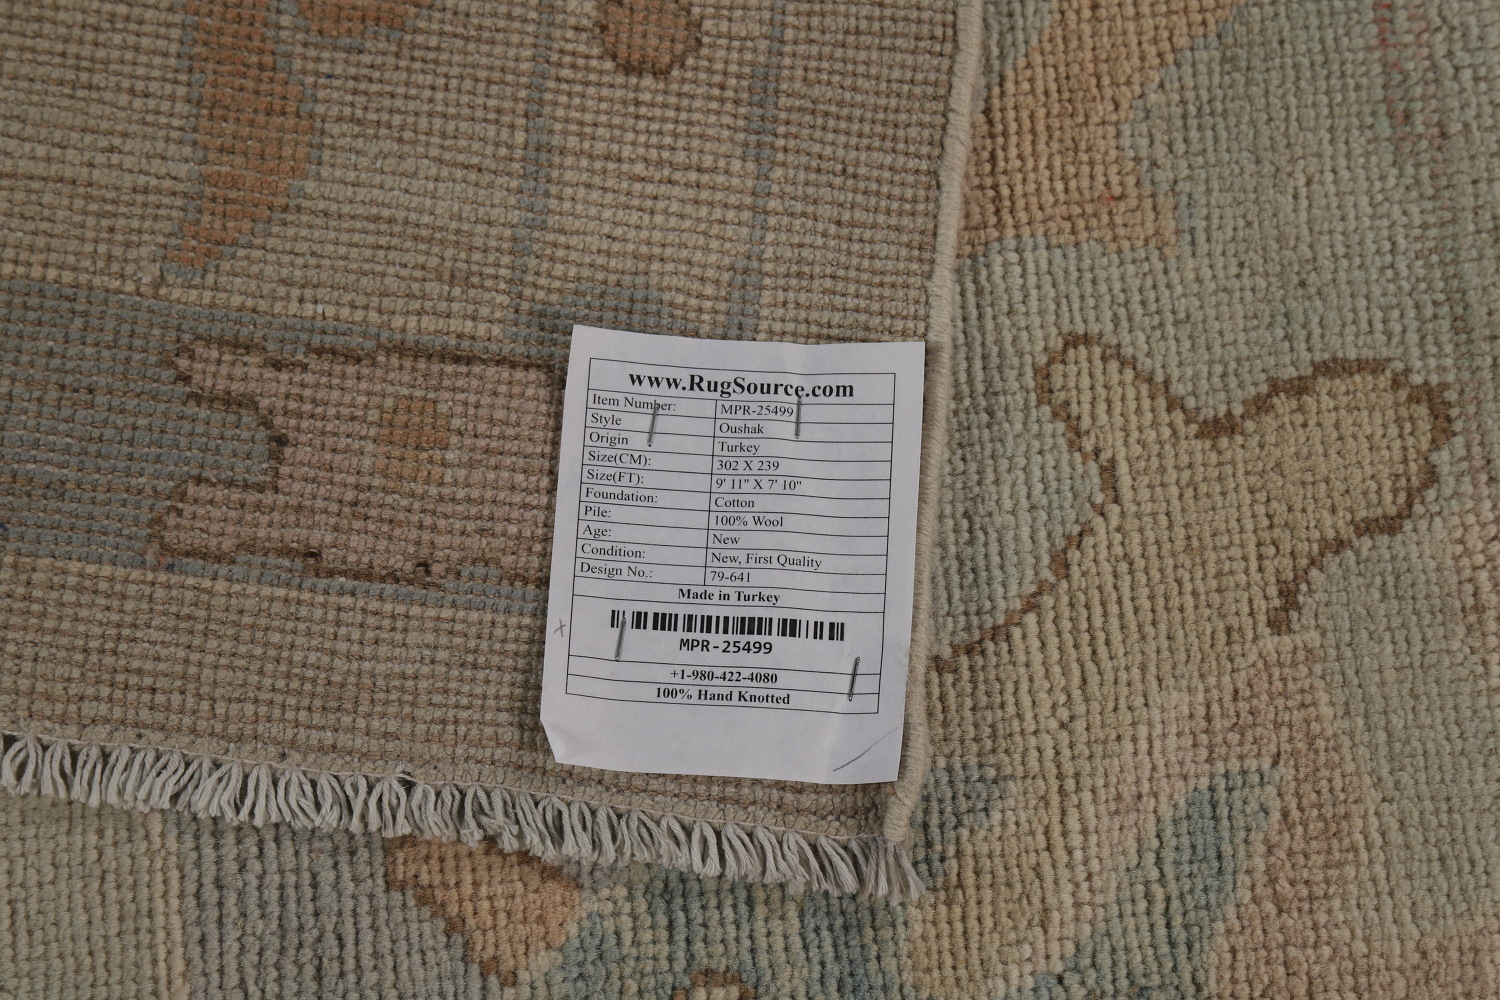 www.RugSource.com
Item Number: MPR-25499
Style Oushak
Origin Turkey
Size(CM): 302 X 239
Size(FT): 9' 11" X 7' 10"
Foundation: Cotton
Pile: 100% Wool
Age: New
Condition: New, First Quality
Design No.: 79-641
Made in Turkey
MPR-25499
+1-980-422-4080
100% Hand Knotted